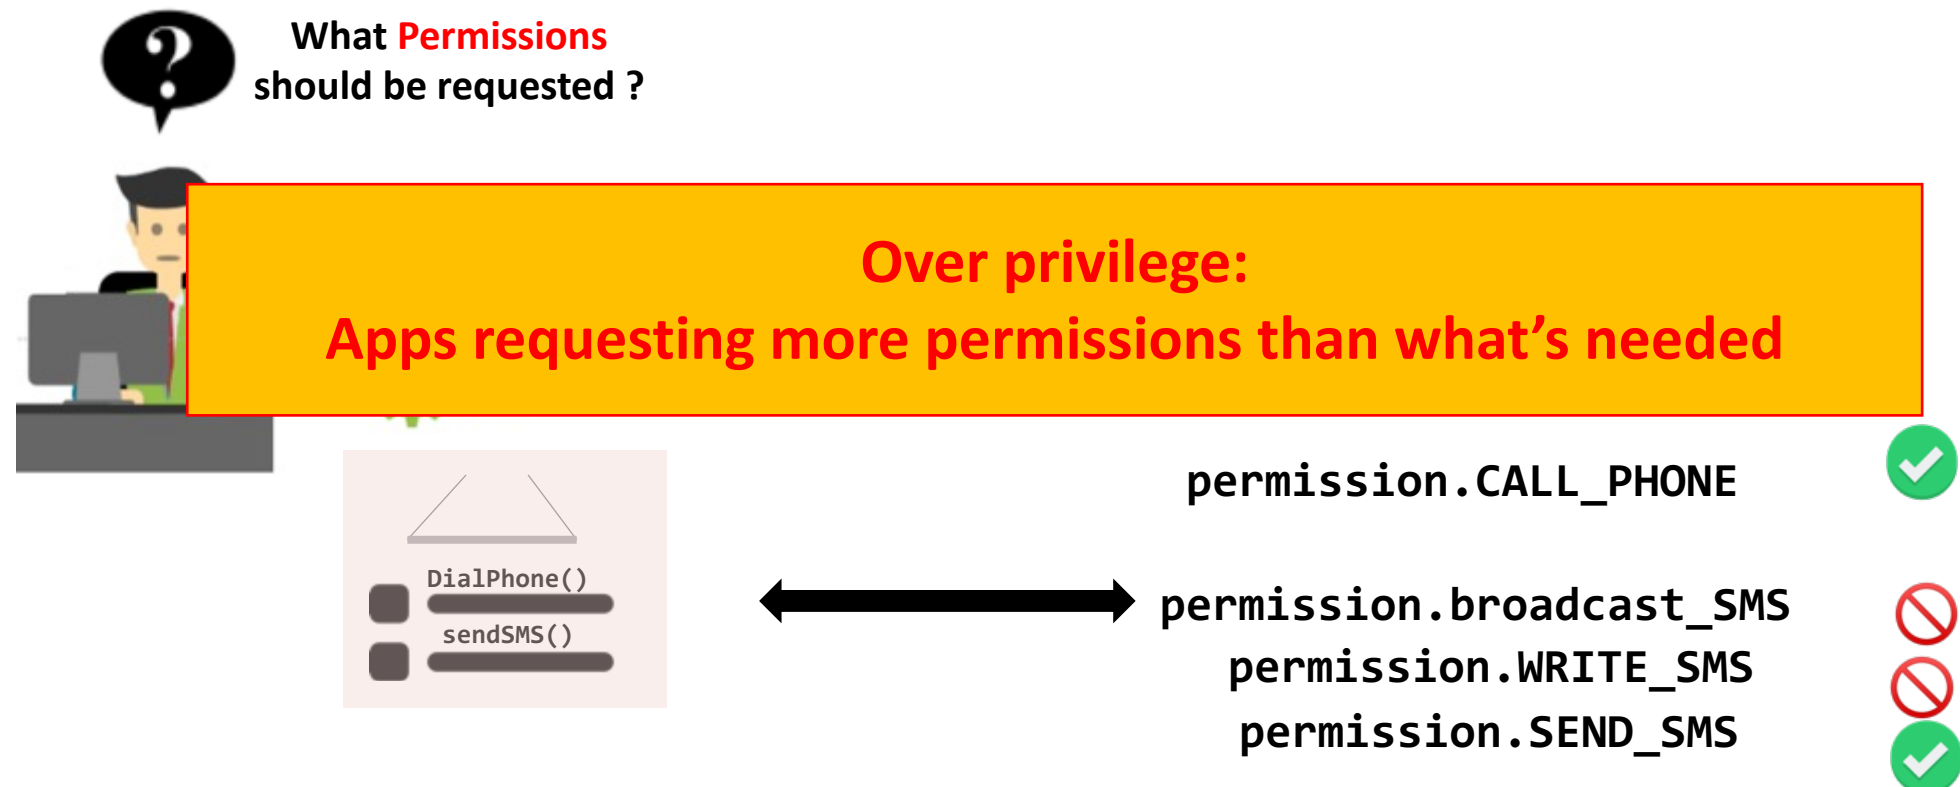 ?
What Permissions
should be requested ?
Over privilege:
Apps requesting more permissions than what's needed
DialPhone()
sendSMS()
permission.CALL_PHONE
permission.broadcast_SMS
permission.WRITE_SMS
permission.SEND_SMS